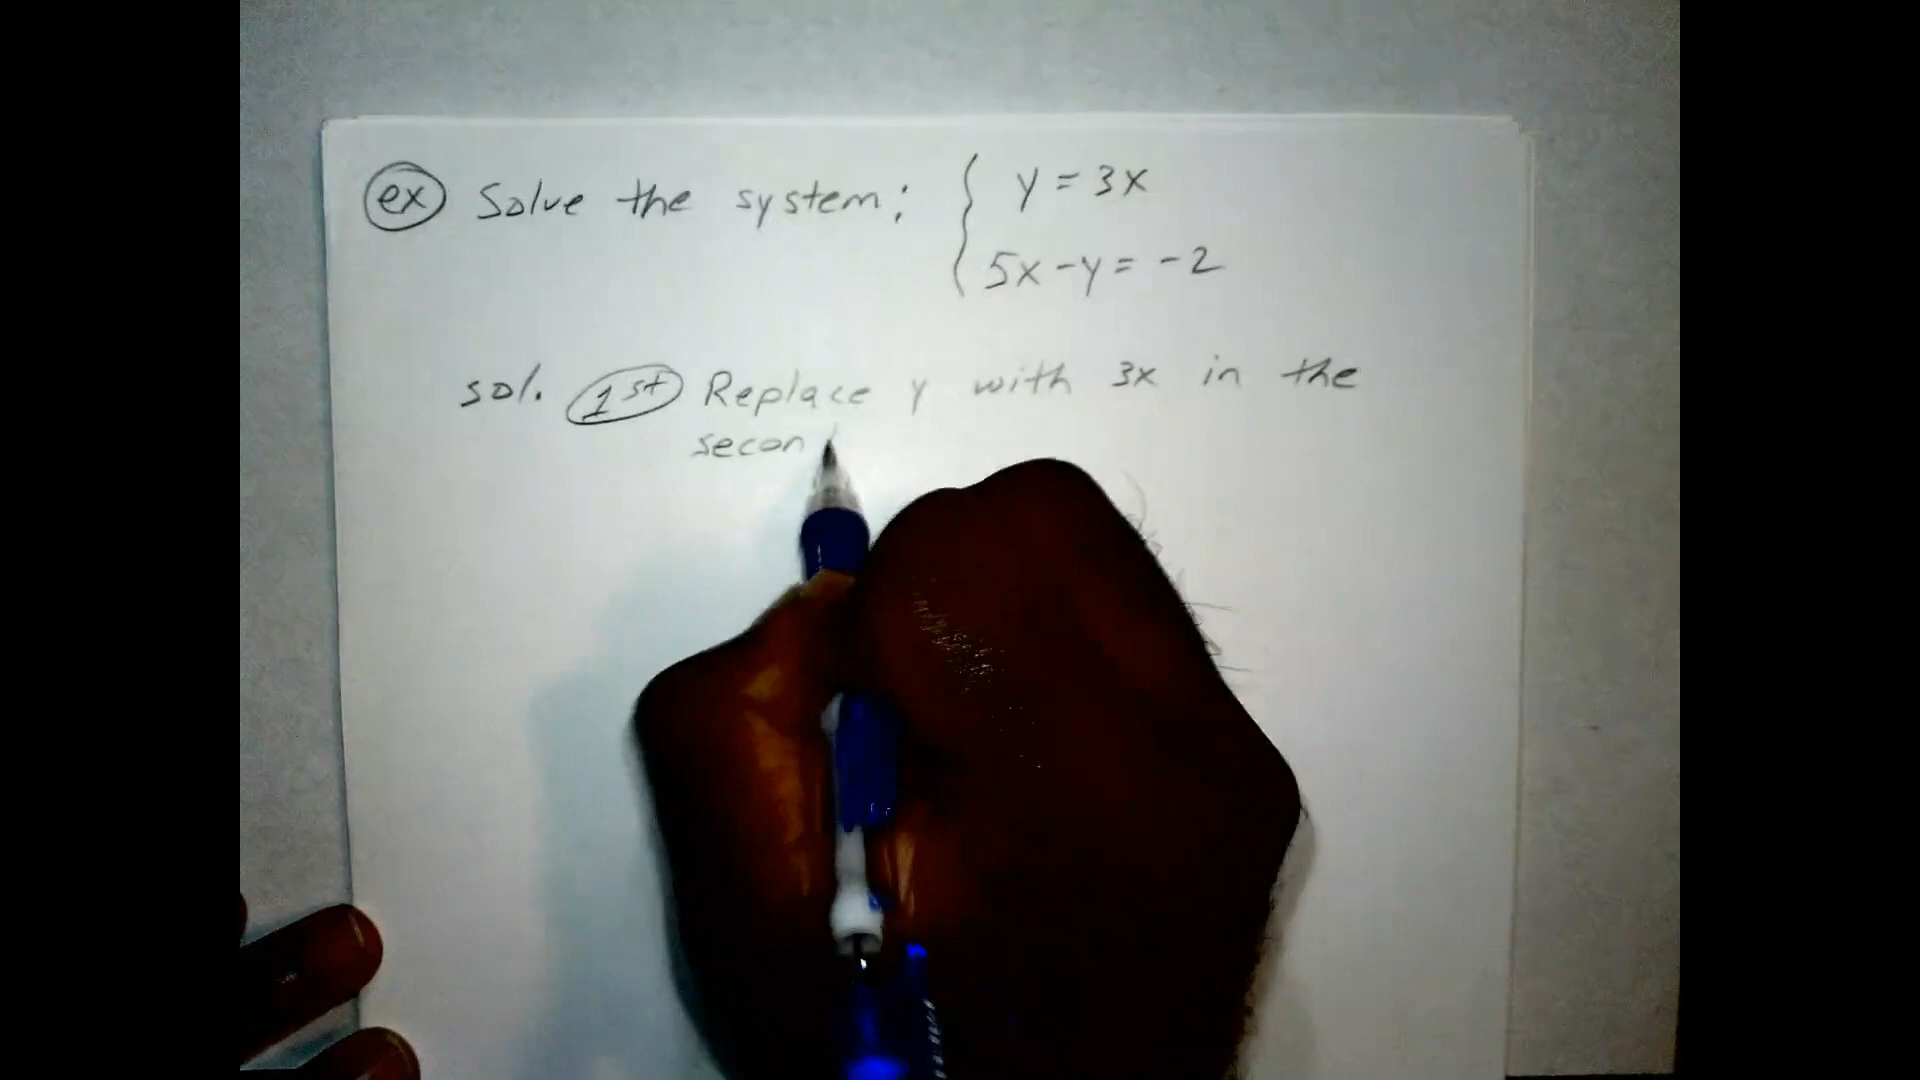 ex Solve the system: { y = 3x
5x - y = -2
sol. 1st Replace y with 3x in the
secon